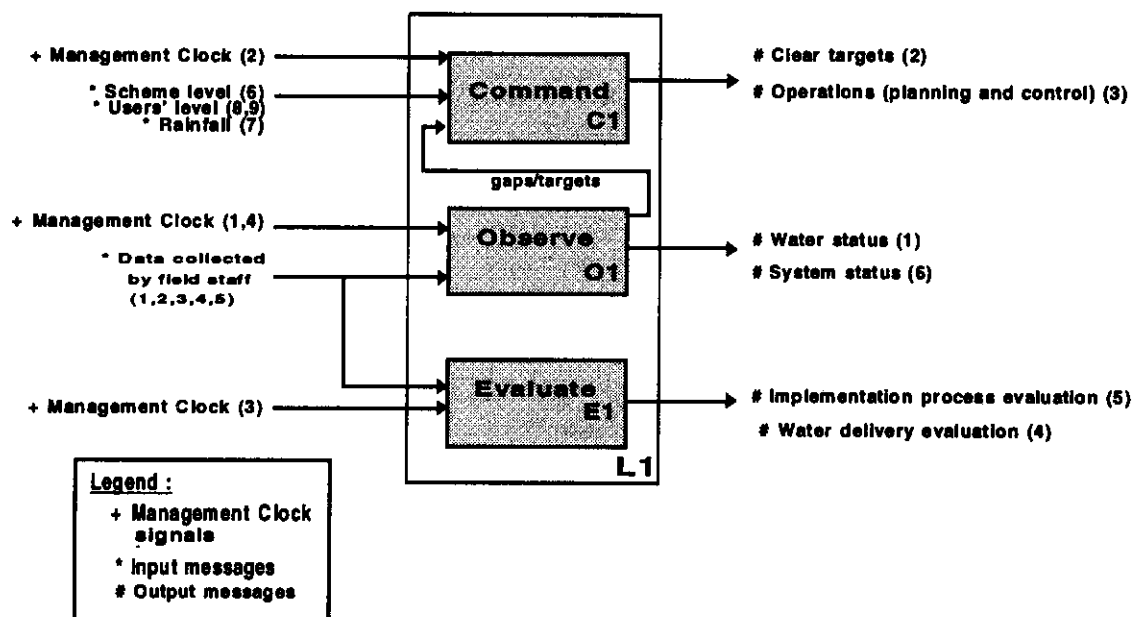 + Management Clock (2)
* Scheme level (6)
* Users' level (8,9)
* Rainfall (7)
Command
C1
# Clear targets (2)
# Operations (planning and control) (3)
gaps/targets
+ Management Clock (1,4)
* Data collected
by field staff
(1,2,3,4,5)
Observe
O1
# Water status (1)
# System status (6)
+ Management Clock (3)
Evaluate
E1
# Implementation process evaluation (5)
# Water delivery evaluation (4)
L1
Legend :
+ Management Clock
signals
* Input messages
# Output messages